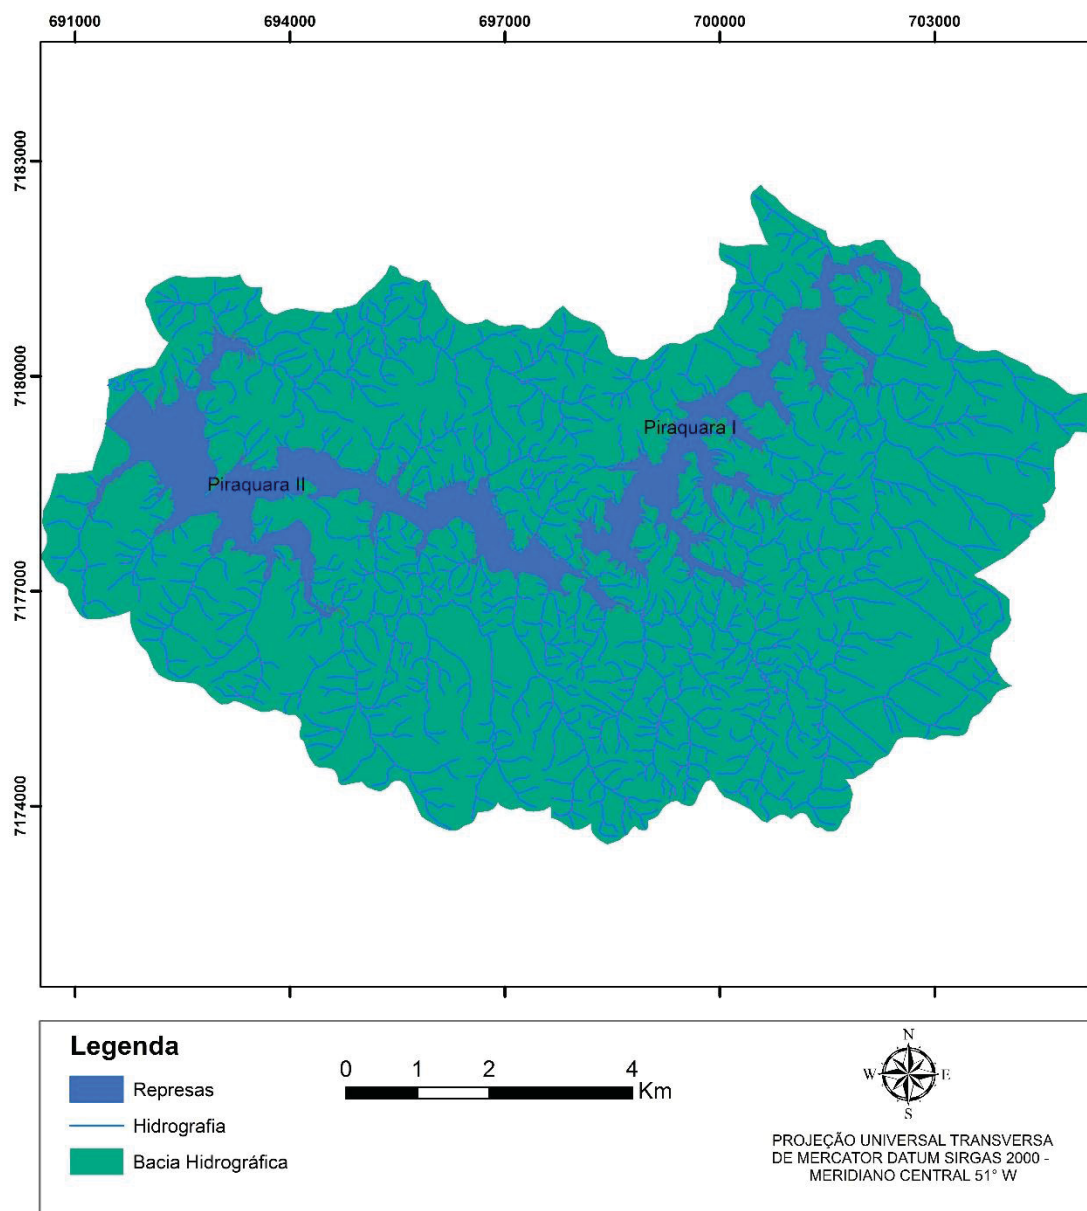 691000
694000
697000
700000
703000
7183000
7180000
7177000
7174000
Piraquara I
Piraquara II
Legenda
Represas
Hidrografia
Bacia Hidrográfica
0 1 2 4
Km
N
W E
S
PROJEÇÃO UNIVERSAL TRANSVERSA
DE MERCATOR DATUM SIRGAS 2000 -
MERIDIANO CENTRAL 51° W